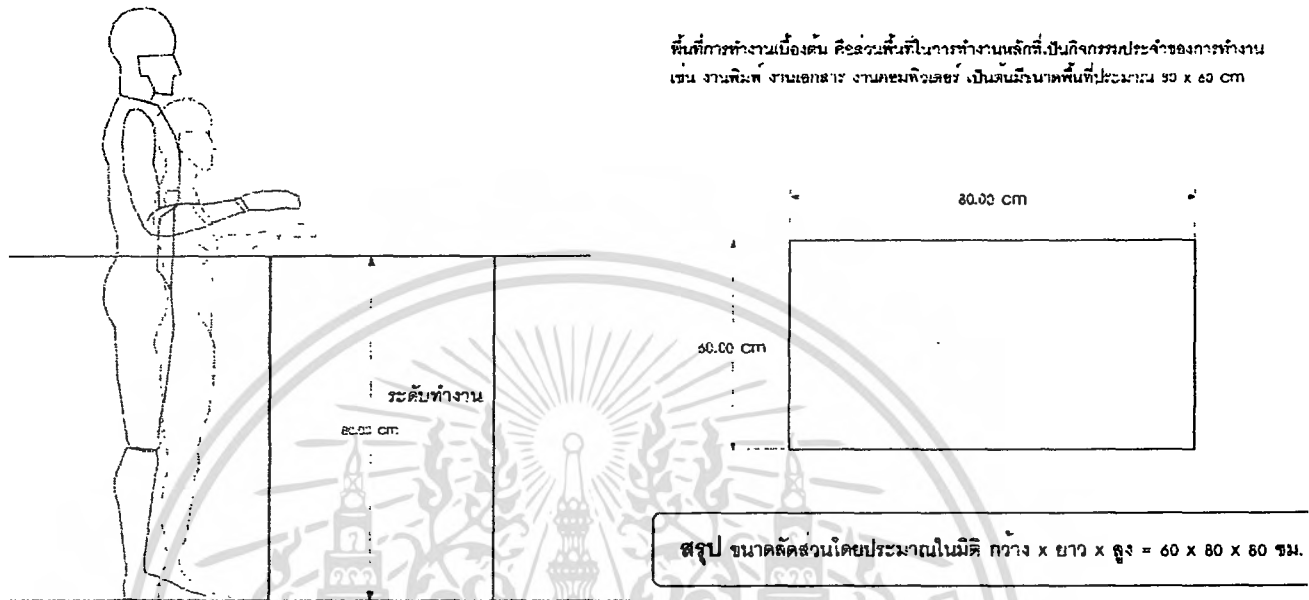 พื้นที่การทำงานเบื้องต้น คือส่วนพื้นที่ในการทำงานหลักที่เป็นกิจกรรมประจำของการทำงาน
เช่น งานพิมพ์ งานเอกสาร งานคอมพิวเตอร์ เป็นต้นมีขนาดพื้นที่ประมาณ 80 x 60 cm
80.00 cm
60.00 cm
ระดับทำงาน
80.00 cm
สรุป ขนาดสัดส่วนโดยประมาณในมิติ กว้าง x ยาว x สูง = 60 x 80 x 80 ซม.